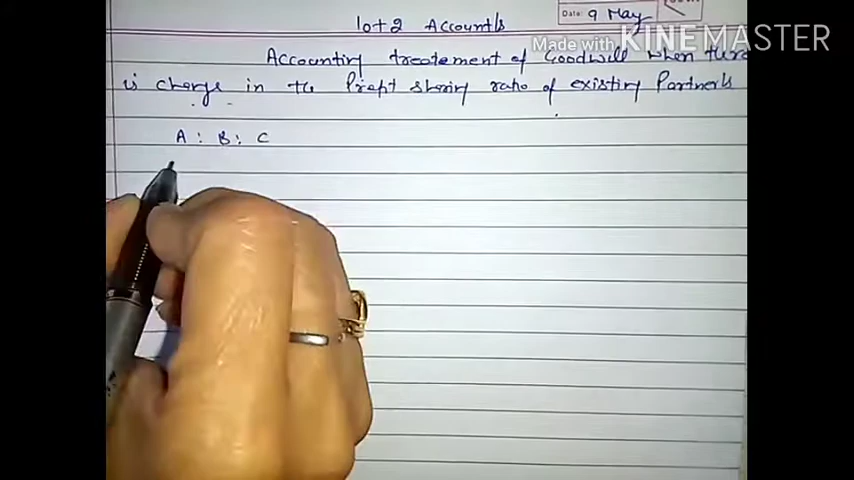 Date: 9 May
10+2 Accounts
Made with KINEMASTER
Accounting treatement of Goodwill when there
is change in the Profit sharing ratio of existing Partners
A : B : C